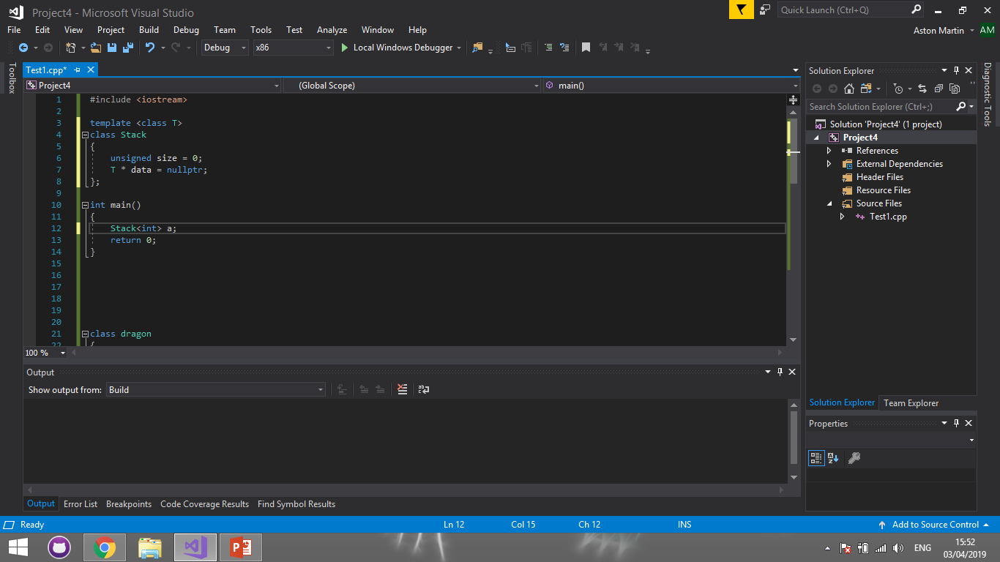 Project4 - Microsoft Visual Studio
Quick Launch (Ctrl+Q)
File Edit View Project Build Debug Team Tools Test Analyze Window Help
Aston Martin AM
Debug x86 Local Windows Debugger
Toolbox
Test1.cpp*
Project4 (Global Scope) main()
1 #include <iostream>
2
3 template <class T>
4 class Stack
5 {
6 unsigned size = 0;
7 T * data = nullptr;
8 };
9
10 int main()
11 {
12 Stack<int> a;
13 return 0;
14 }
15
16
17
18
19
20
21 class dragon
22 {
100 %
Output
Show output from: Build
Output Error List Breakpoints Code Coverage Results Find Symbol Results
Solution Explorer
Search Solution Explorer (Ctrl+;)
Solution 'Project4' (1 project)
Project4
References
External Dependencies
Header Files
Resource Files
Source Files
Test1.cpp
Solution Explorer Team Explorer
Properties
Diagnostic Tools
Ready Ln 12 Col 15 Ch 12 INS Add to Source Control
ENG
15:52
03/04/2019